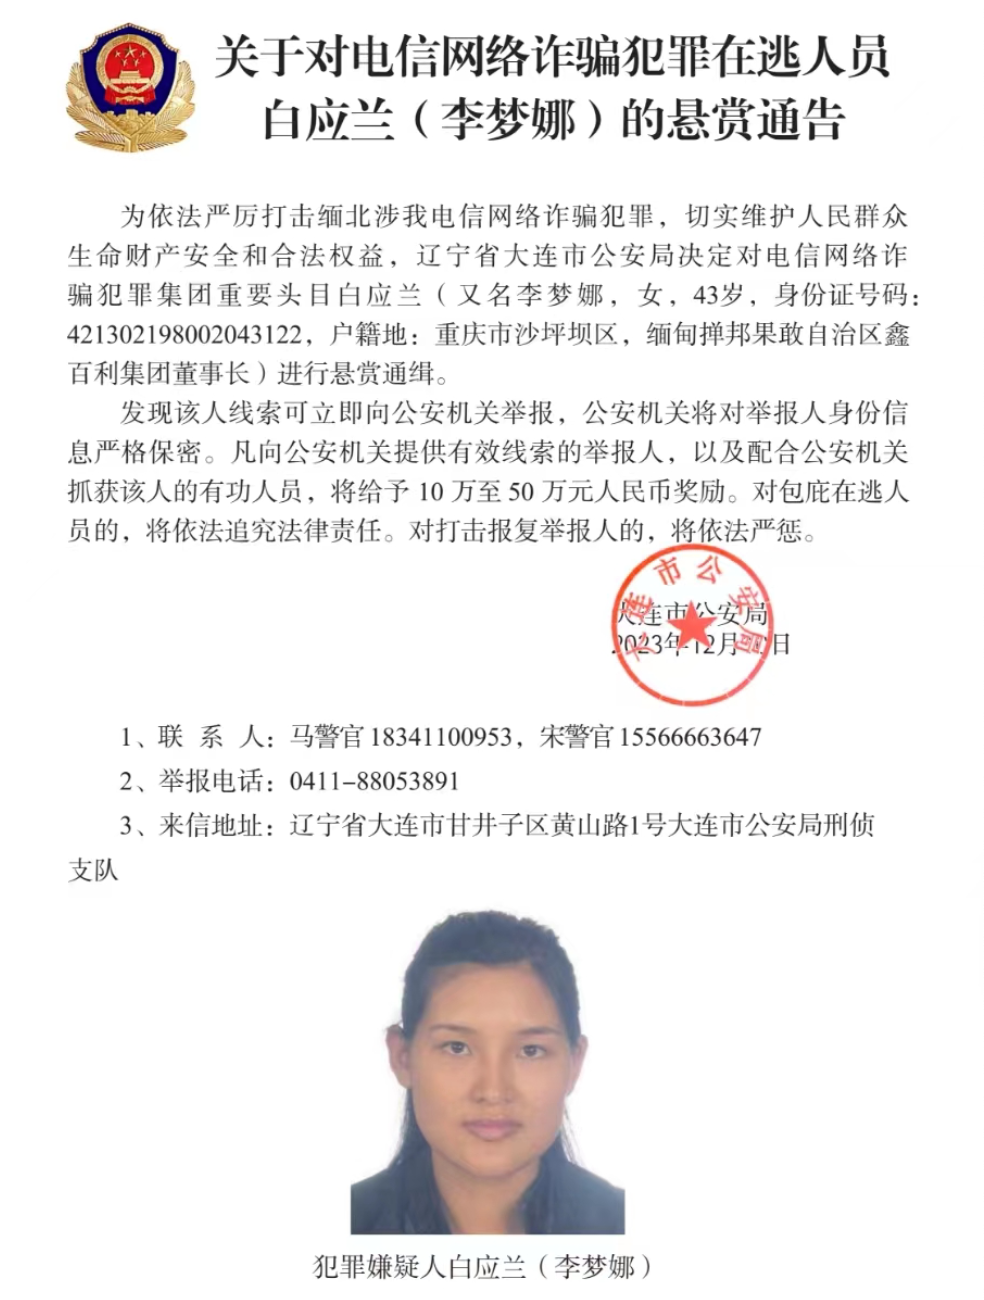 关于对电信网络诈骗犯罪在逃人员
白应兰（李梦娜）的悬赏通告
为依法严厉打击缅北涉我电信网络诈骗犯罪，切实维护人民群众
生命财产安全和合法权益，辽宁省大连市公安局决定对电信网络诈
骗犯罪集团重要头目白应兰（又名李梦娜，女，43岁，身份证号码：
421302198002043122，户籍地：重庆市沙坪坝区，缅甸掸邦果敢自治区鑫
百利集团董事长）进行悬赏通缉。
发现该人线索可立即向公安机关举报，公安机关将对举报人身份信
息严格保密。凡向公安机关提供有效线索的举报人，以及配合公安机关
抓获该人的有功人员，将给予 10 万至 50 万元人民币奖励。对包庇在逃人
员的，将依法追究法律责任。对打击报复举报人的，将依法严惩。
大连市公安局
大连市公安局
2023年12月 日
1、联 系 人：马警官 18341100953，宋警官 15566663647
2、举报电话：0411-88053891
3、来信地址：辽宁省大连市甘井子区黄山路1号大连市公安局刑侦
支队
犯罪嫌疑人白应兰（李梦娜）